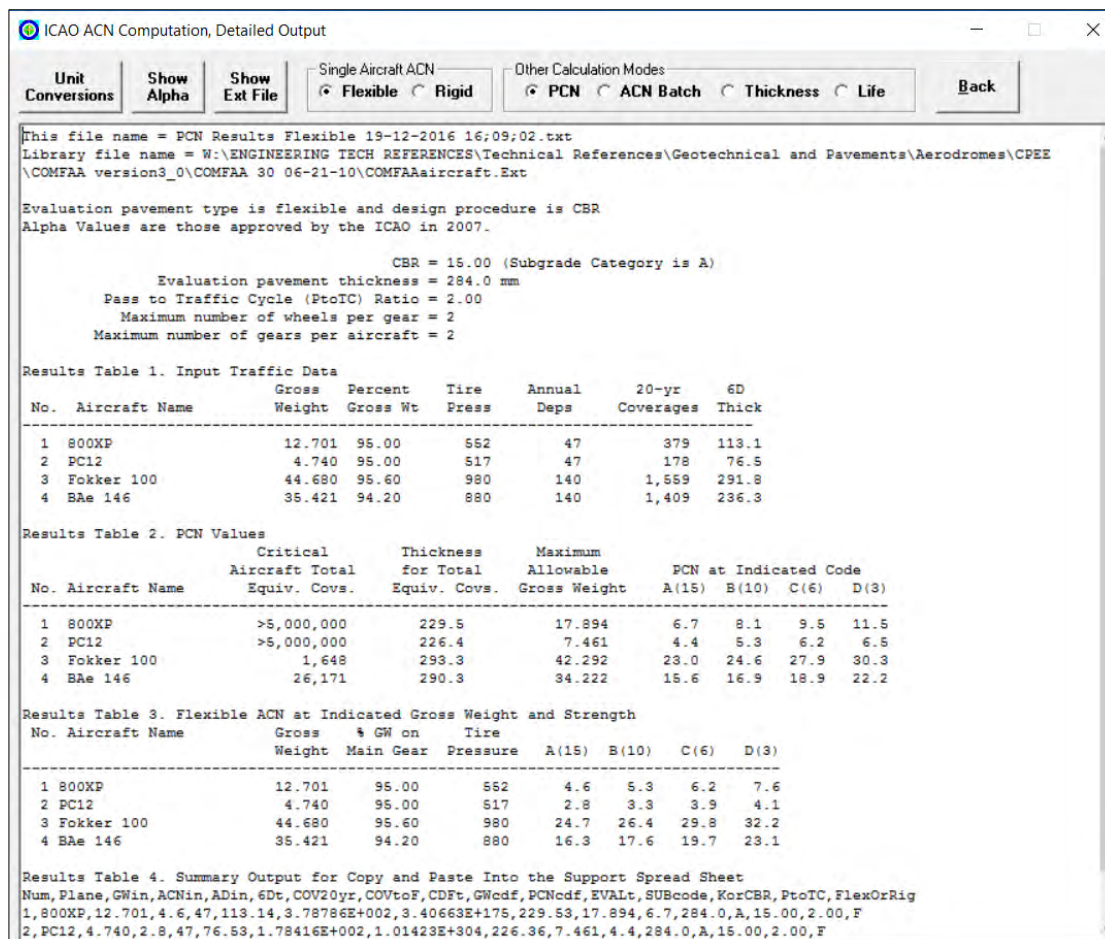 ICAO ACN Computation, Detailed Output
Unit Conversions
Show Alpha
Show Ext File
Single Aircraft ACN
Flexible Rigid
Other Calculation Modes
PCN ACN Batch Thickness Life
Back
This file name = PCN Results Flexible 19-12-2016 16;09;02.txt
Library file name = W:\ENGINEERING TECH REFERENCES\Technical References\Geotechnical and Pavements\Aerodromes\CPEE
\COMFAA version3_0\COMFAA 30 06-21-10\COMFAAaircraft.Ext
Evaluation pavement type is flexible and design procedure is CBR
Alpha Values are those approved by the ICAO in 2007.
CBR = 15.00 (Subgrade Category is A)
Evaluation pavement thickness = 284.0 mm
Pass to Traffic Cycle (PtoTC) Ratio = 2.00
Maximum number of wheels per gear = 2
Maximum number of gears per aircraft = 2
Results Table 1. Input Traffic Data
Gross Percent Tire Annual 20-yr 6D
No. Aircraft Name Weight Gross Wt Press Deps Coverages Thick
1 800XP 12.701 95.00 552 47 379 113.1
2 PC12 4.740 95.00 517 47 178 76.5
3 Fokker 100 44.680 95.60 980 140 1,559 291.8
4 BAe 146 35.421 94.20 880 140 1,409 236.3
Results Table 2. PCN Values
Critical Thickness Maximum
Aircraft Total for Total Allowable PCN at Indicated Code
No. Aircraft Name Equiv. Covs. Equiv. Covs. Gross Weight A(15) B(10) C(6) D(3)
1 800XP >5,000,000 229.5 17.894 6.7 8.1 9.5 11.5
2 PC12 >5,000,000 226.4 7.461 4.4 5.3 6.2 6.5
3 Fokker 100 1,648 293.3 42.292 23.0 24.6 27.9 30.3
4 BAe 146 26,171 290.3 34.222 15.6 16.9 18.9 22.2
Results Table 3. Flexible ACN at Indicated Gross Weight and Strength
No. Aircraft Name Gross % GW on Tire
Weight Main Gear Pressure A(15) B(10) C(6) D(3)
1 800XP 12.701 95.00 552 4.6 5.3 6.2 7.6
2 PC12 4.740 95.00 517 2.8 3.3 3.9 4.1
3 Fokker 100 44.680 95.60 980 24.7 26.4 29.8 32.2
4 BAe 146 35.421 94.20 880 16.3 17.6 19.7 23.1
Results Table 4. Summary Output for Copy and Paste Into the Support Spread Sheet
Num,Plane,GWin,ACNin,ADin,6Dt,COV20yr,COVtoF,CDFt,GWcdf,PCNcdf,EVALt,SUBcode,KorCBR,PtoTC,FlexOrRig
1,800XP,12.701,4.6,47,113.14,3.78786E+002,3.40663E+175,229.53,17.894,6.7,284.0,A,15.00,2.00,F
2,PC12,4.740,2.8,47,76.53,1.78416E+002,1.01423E+304,226.36,7.461,4.4,284.0,A,15.00,2.00,F